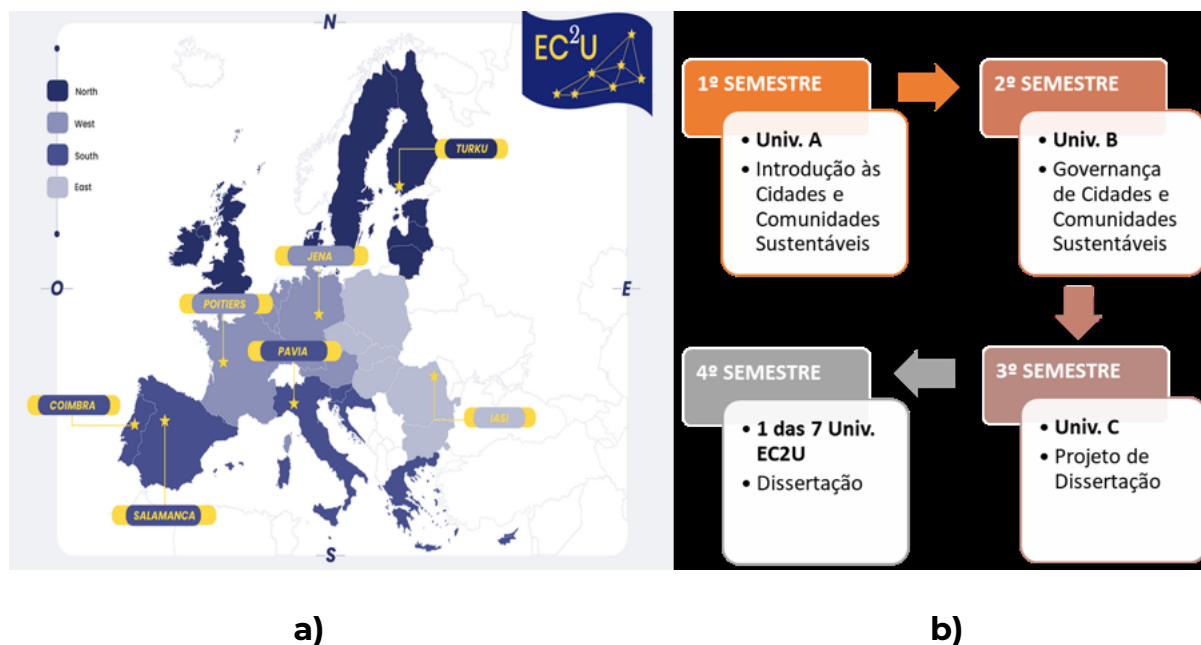 N
EC²U
North
West
South
East
TURKU
JENA
O
E
POITIERS
PAVIA
COIMBRA
IASI
SALAMANCA
S
1º SEMESTRE
• Univ. A
• Introdução às
Cidades e
Comunidades
Sustentáveis
2º SEMESTRE
• Univ. B
• Governança
de Cidades e
Comunidades
Sustentáveis
4º SEMESTRE
• 1 das 7 Univ.
EC2U
• Dissertação
3º SEMESTRE
• Univ. C
• Projeto de
Dissertação
a)
b)